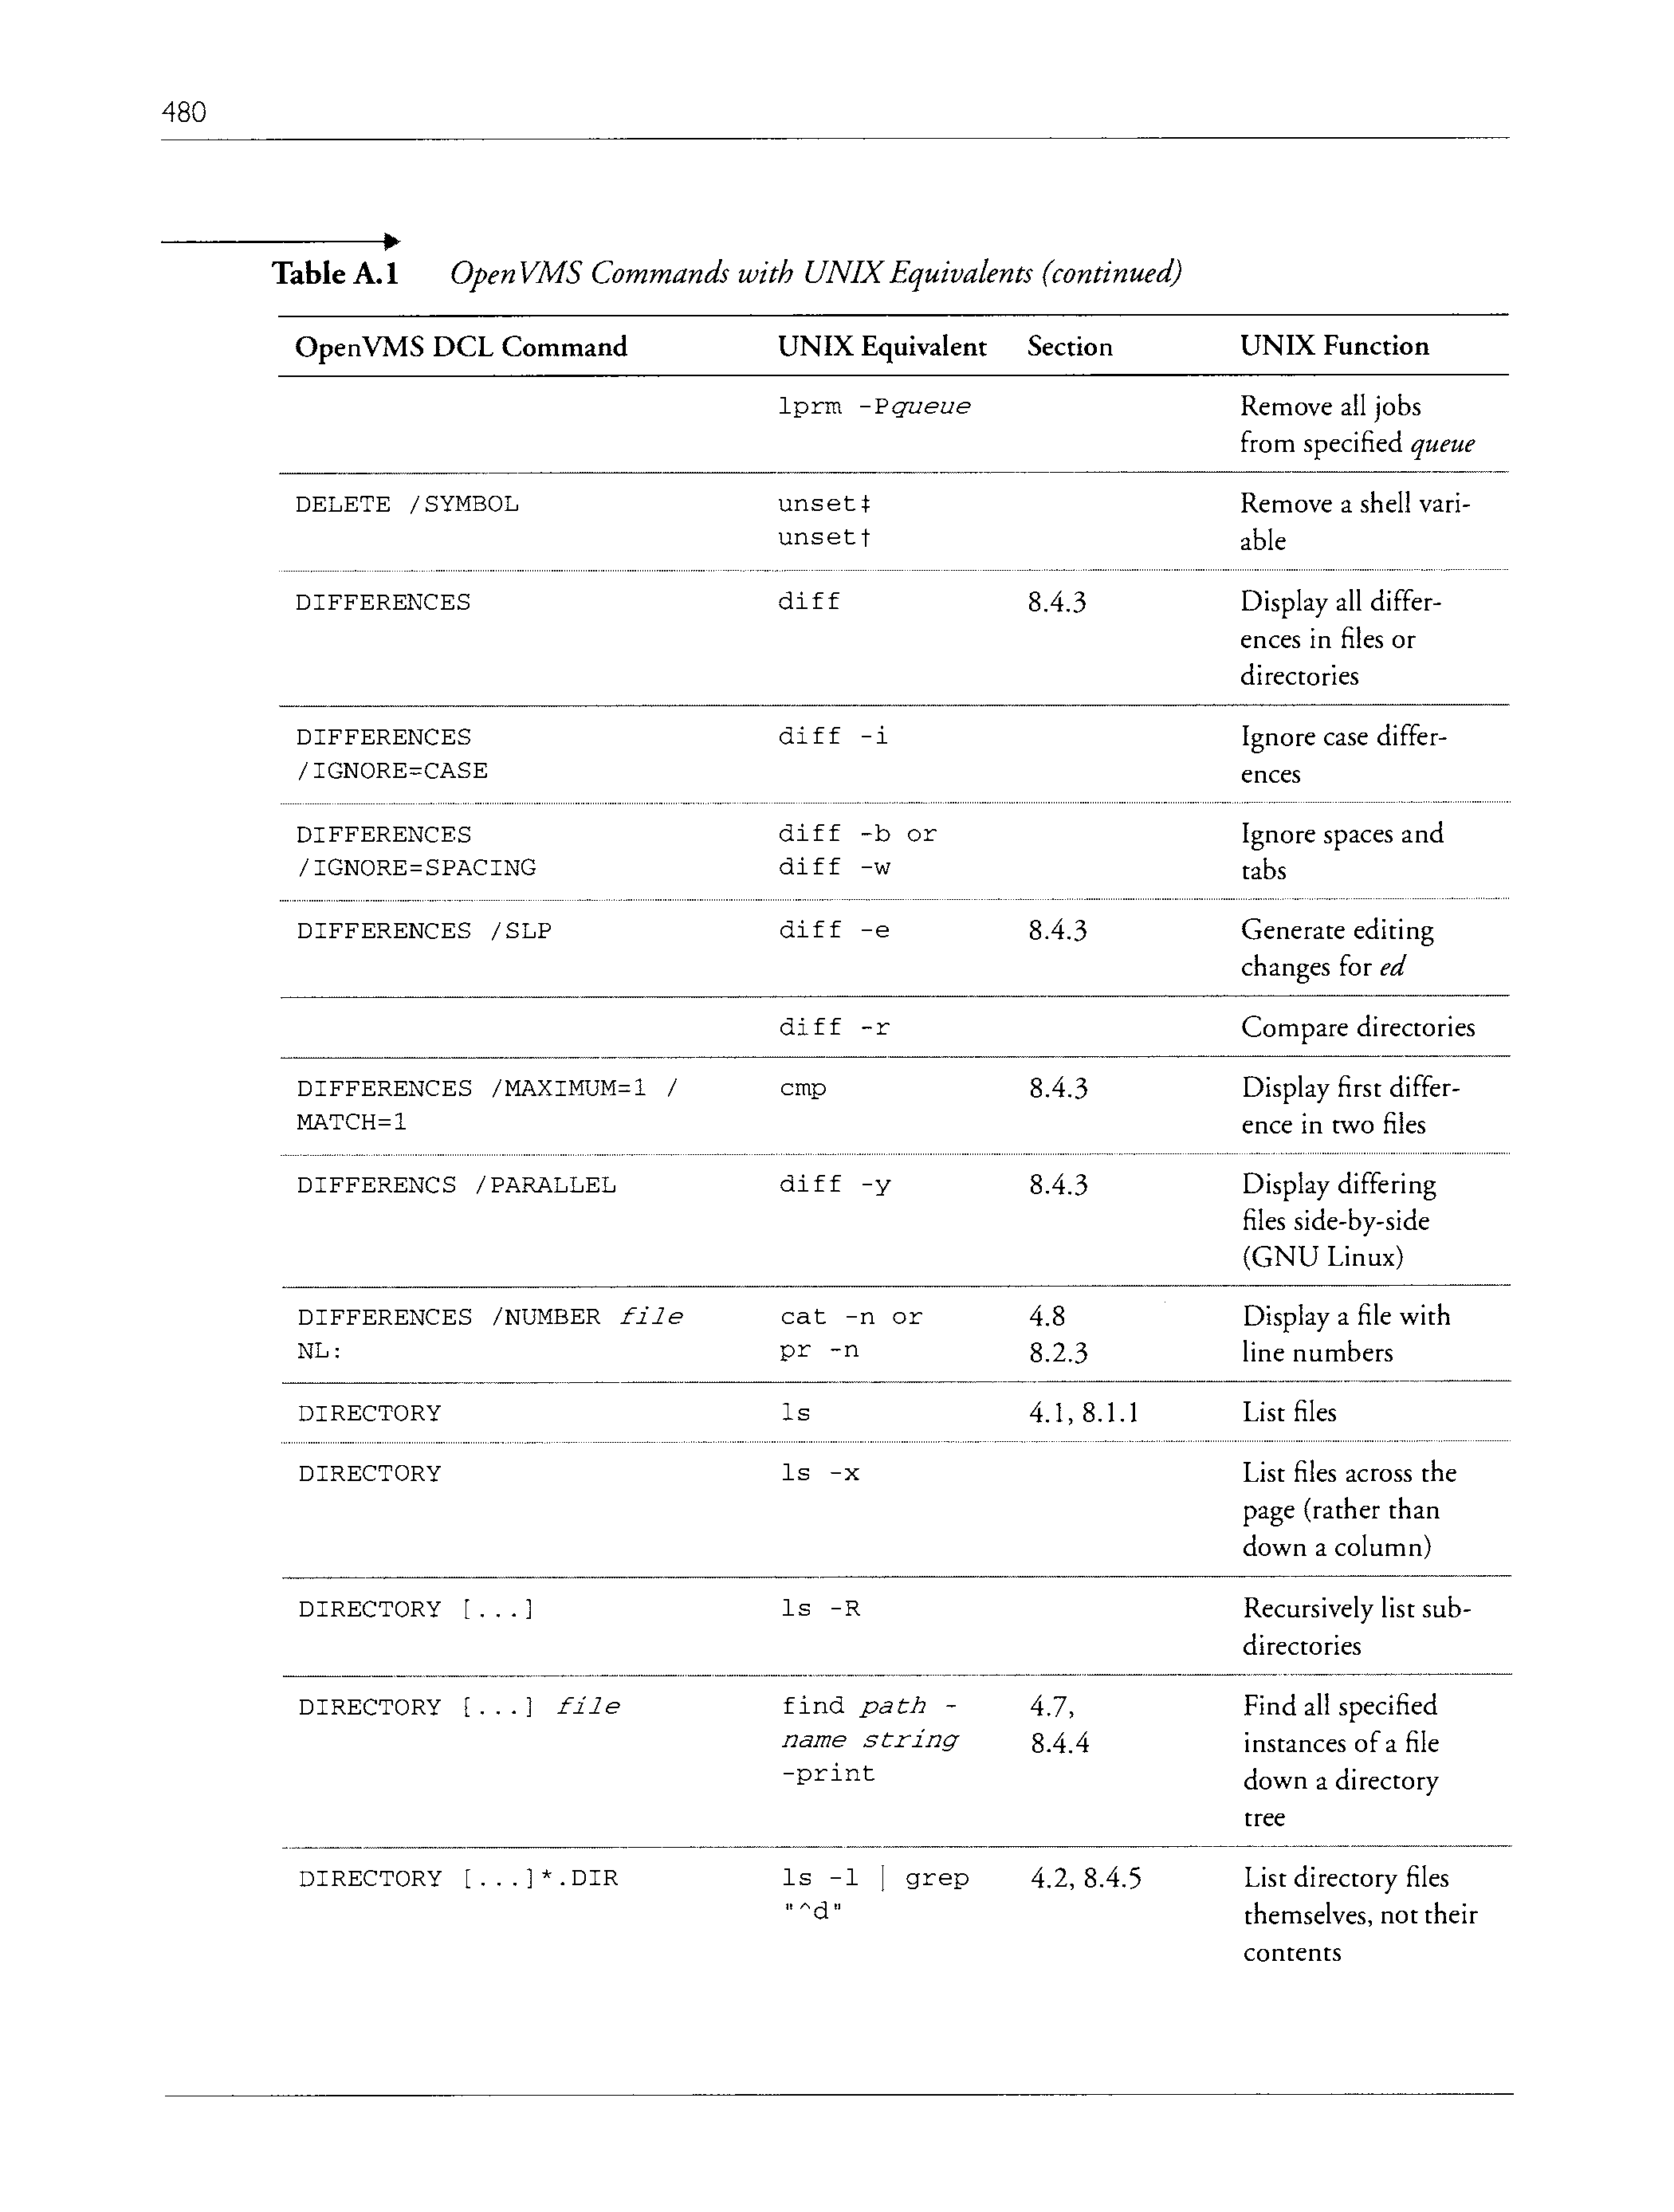 480
Table A.1 OpenVMS Commands with UNIX Equivalents (continued)
OpenVMS DCL Command UNIX Equivalent Section UNIX Function
lprm -Pqueue Remove all jobs
from specified queue
DELETE /SYMBOL unset‡ Remove a shell vari-
unset† able
DIFFERENCES diff 8.4.3 Display all differ-
ences in files or
directories
DIFFERENCES diff -i Ignore case differ-
/IGNORE=CASE ences
DIFFERENCES diff -b or Ignore spaces and
/IGNORE=SPACING diff -w tabs
DIFFERENCES /SLP diff -e 8.4.3 Generate editing
changes for ed
diff -r Compare directories
DIFFERENCES /MAXIMUM=1 / cmp 8.4.3 Display first differ-
MATCH=1 ence in two files
DIFFERENCS /PARALLEL diff -y 8.4.3 Display differing
files side-by-side
(GNU Linux)
DIFFERENCES /NUMBER file cat -n or 4.8 Display a file with
NL: pr -n 8.2.3 line numbers
DIRECTORY ls 4.1, 8.1.1 List files
DIRECTORY ls -x List files across the
page (rather than
down a column)
DIRECTORY [...] ls -R Recursively list sub-
directories
DIRECTORY [...] file find path - 4.7, Find all specified
name string 8.4.4 instances of a file
-print down a directory
tree
DIRECTORY [...]*.DIR ls -l | grep 4.2, 8.4.5 List directory files
"^d" themselves, not their
contents